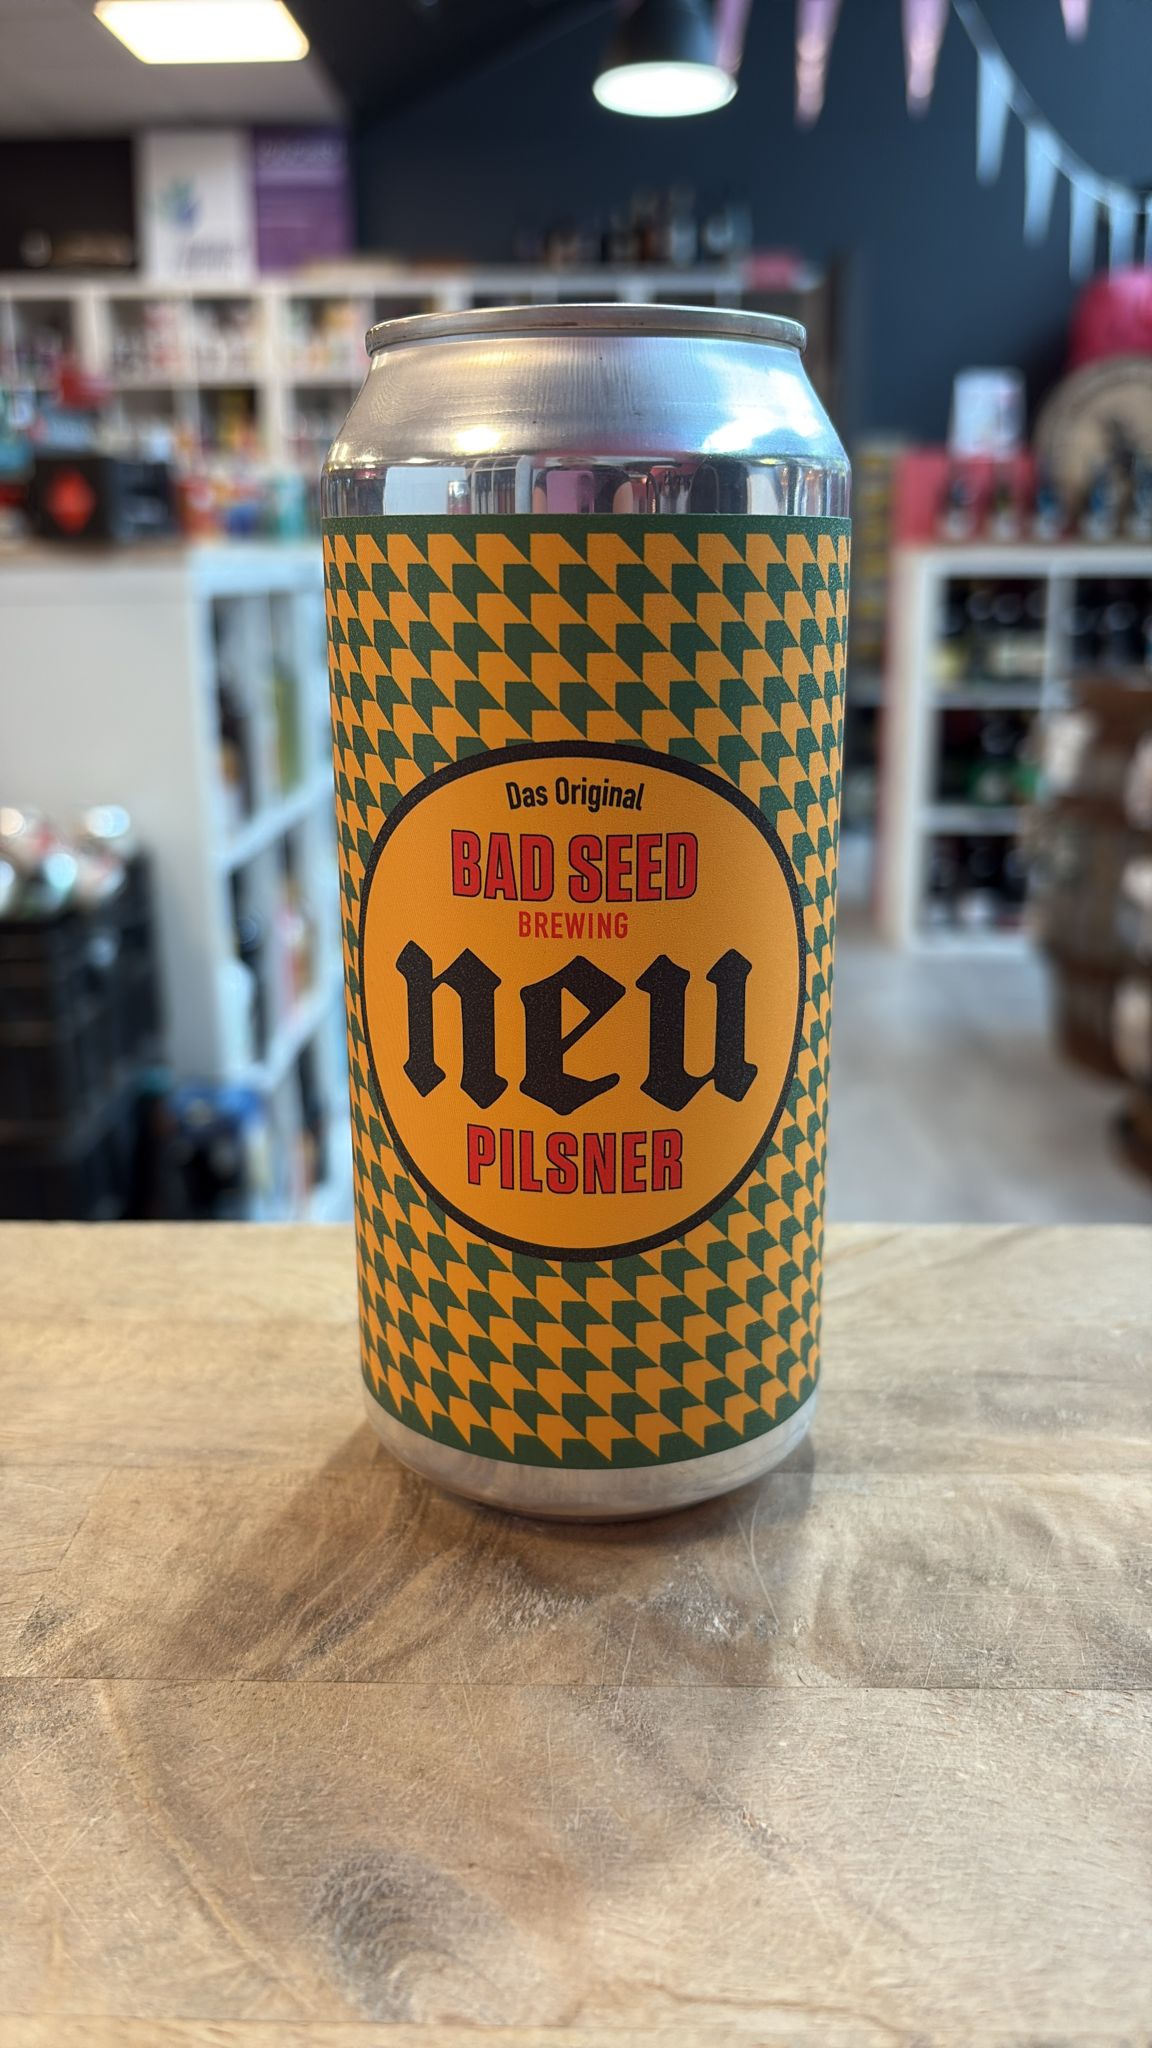 Das Original
BAD SEED
BREWING
neu
PILSNER